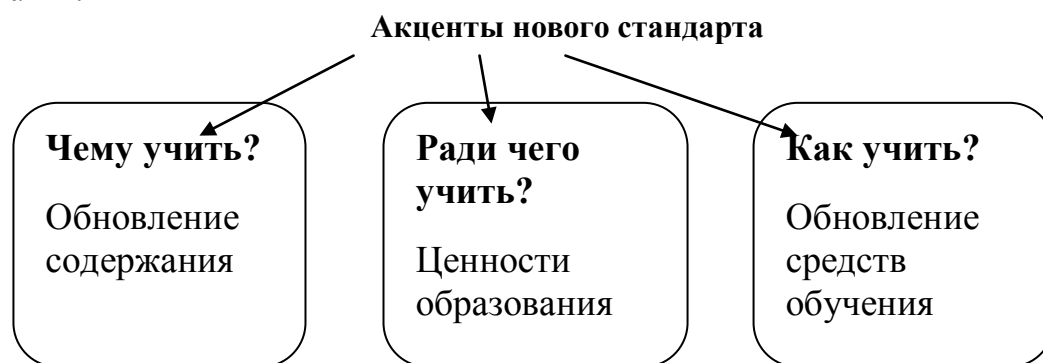 Акценты нового стандарта
Чему учить?
Обновление
содержания
Ради чего
учить?
Ценности
образования
Как учить?
Обновление
средств
обучения